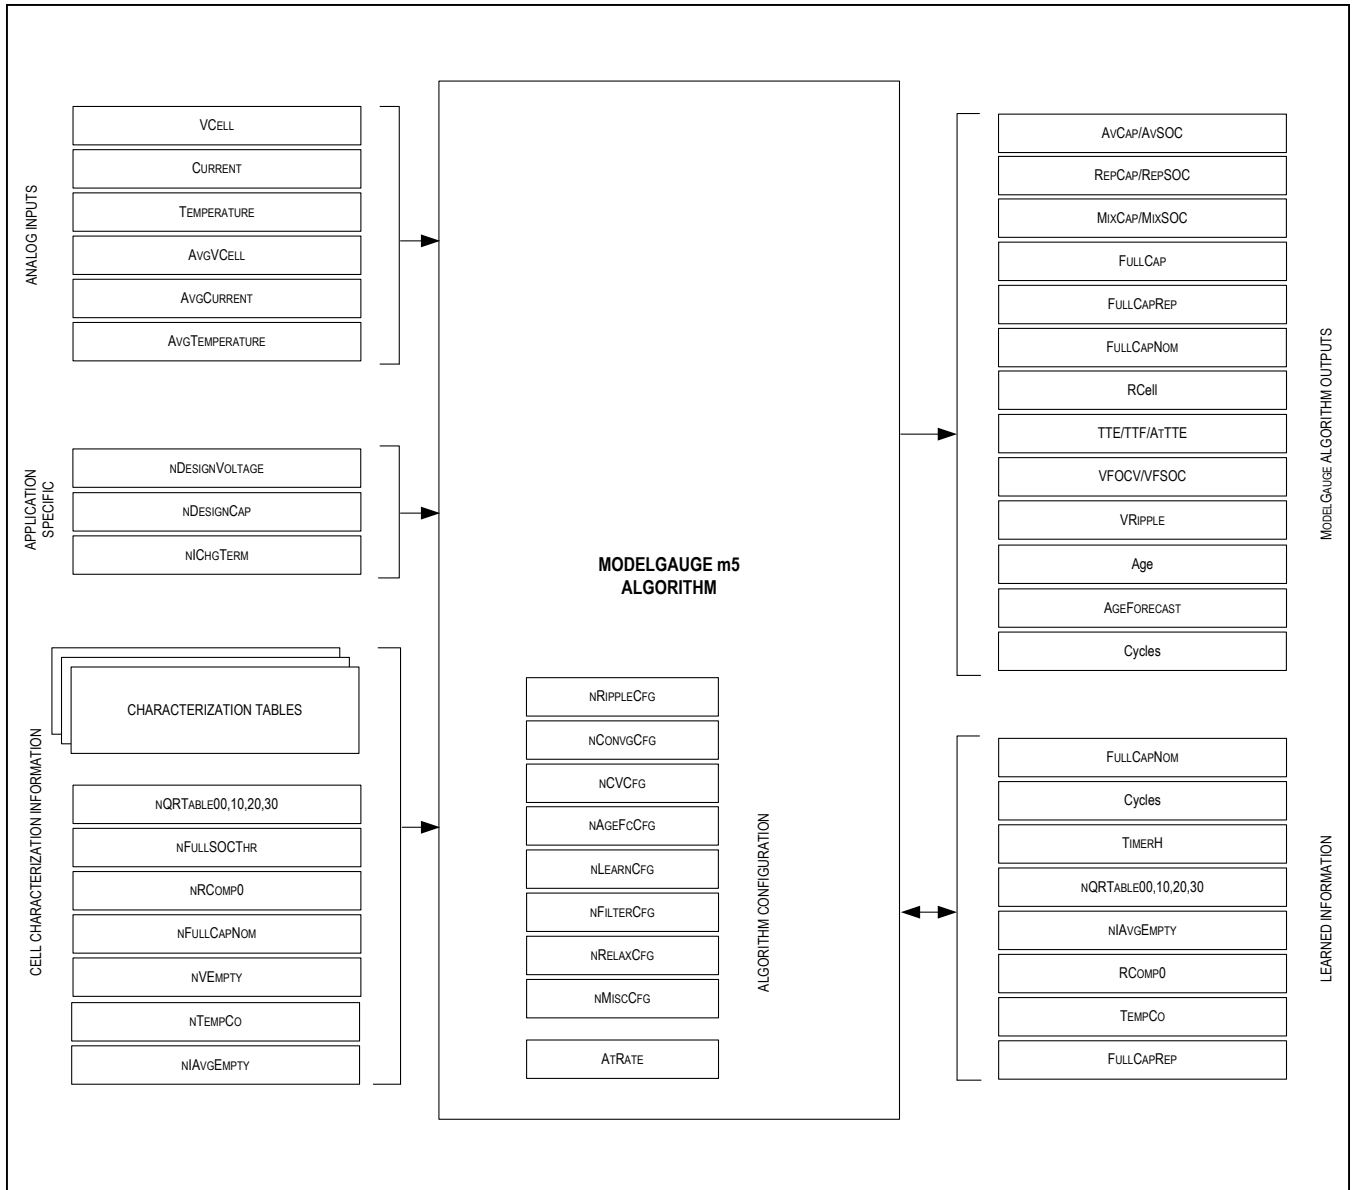 ANALOG INPUTS
VCELL
CURRENT
TEMPERATURE
AVGVCELL
AVGCURRENT
AVGTEMPERATURE
APPLICATION
SPECIFIC
NDESIGNVOLTAGE
NDESIGNCAP
NICHGTERM
CELL CHARACTERIZATION INFORMATION
CHARACTERIZATION TABLES
NQRTABLE00,10,20,30
NFULLSOCTHR
NRCOMP0
NFULLCAPNOM
NVEMPTY
NTEMPCO
NIAVGEMPTY
MODELGAUGE m5
ALGORITHM
NRIPPLECFG
NCONVGCFG
NCVCFG
NAGEFCCFG
NLEARNCFG
NFILTERCFG
NRELAXCFG
NMISCCFG
ATRATE
ALGORITHM CONFIGURATION
AVCAP/AVSOC
REPCAP/REPSOC
MIXCAP/MIXSOC
FULLCAP
FULLCAPREP
FULLCAPNOM
RCell
TTE/TTF/ATTTE
VFOCV/VFSOC
VRIPPLE
Age
AGEFORECAST
Cycles
MODELGAUGE ALGORITHM OUTPUTS
FULLCAPNOM
Cycles
TIMERH
NQRTABLE00,10,20,30
NIAVGEMPTY
RCOMP0
TEMPCO
FULLCAPREP
LEARNED INFORMATION